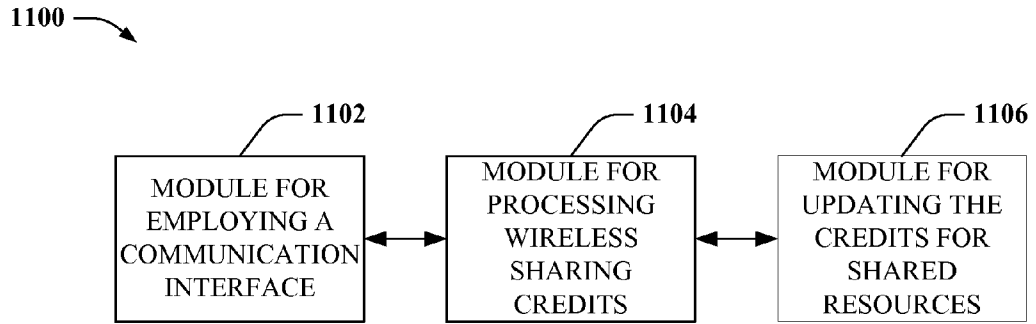 1100
1102
1104
1106
MODULE FOR
EMPLOYING A
COMMUNICATION
INTERFACE
MODULE FOR
PROCESSING
WIRELESS
SHARING
CREDITS
MODULE FOR
UPDATING THE
CREDITS FOR
SHARED
RESOURCES